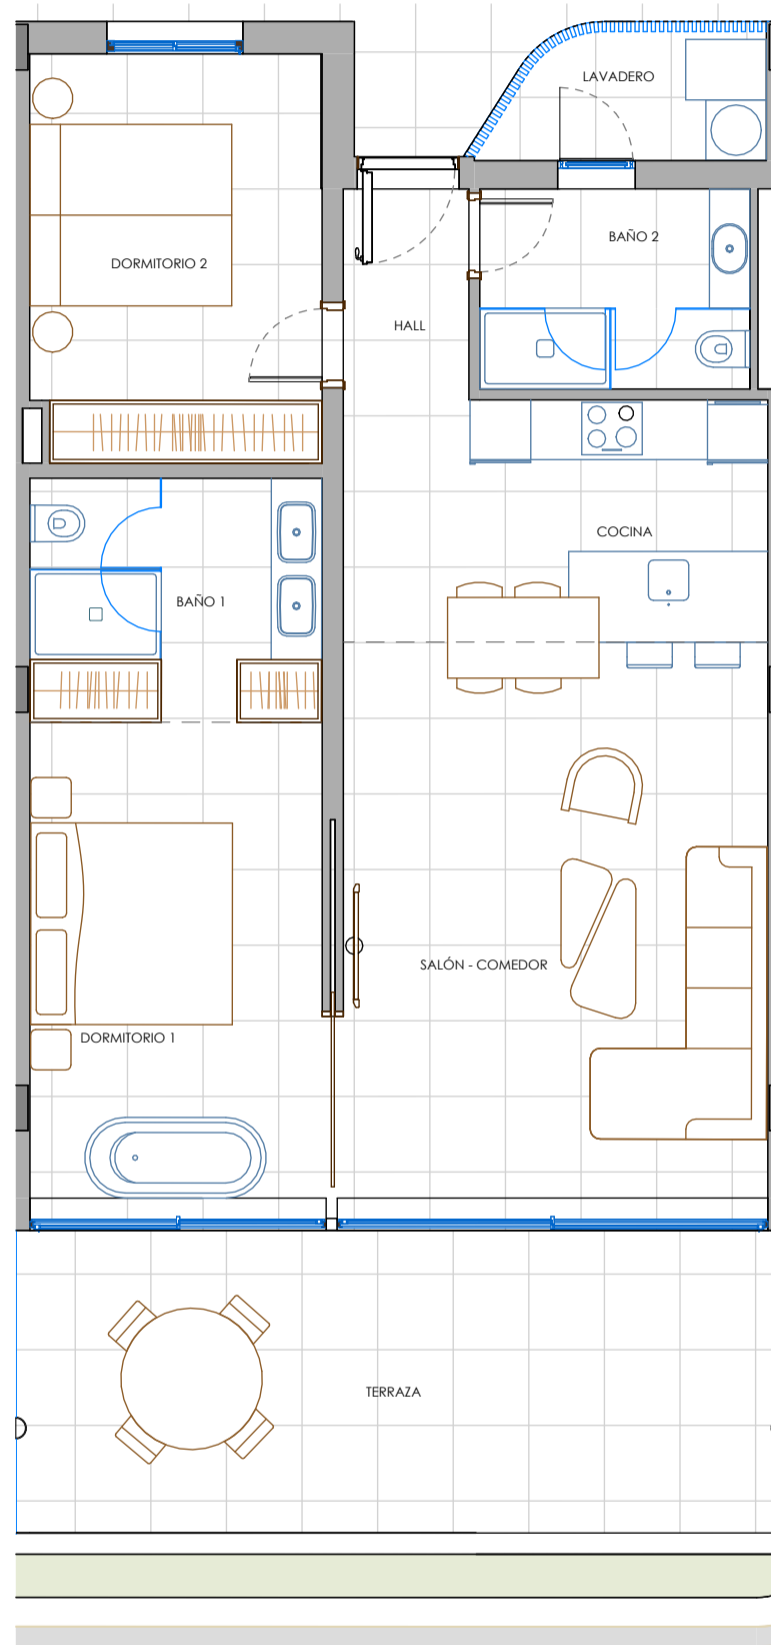 LAVADERO
BAÑO 2
DORMITORIO 2
HALL
COCINA
BAÑO 1
SALÓN - COMEDOR
DORMITORIO 1
TERRAZA